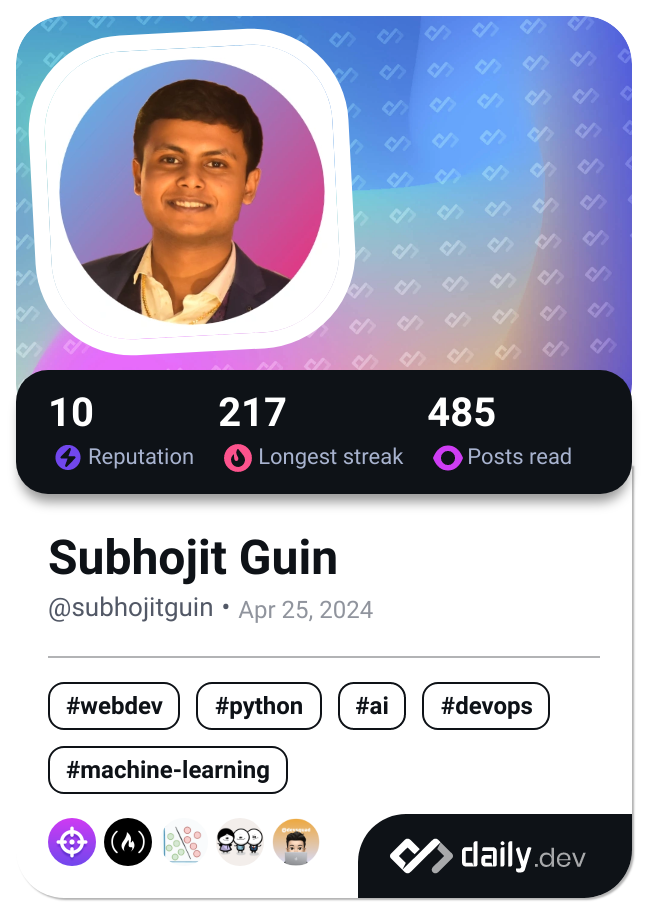 10 217 485
Reputation Longest streak Posts read
Subhojit Guin
@subhojitguin • Apr 25, 2024
#webdev #python #ai #devops
#machine-learning
daily.dev